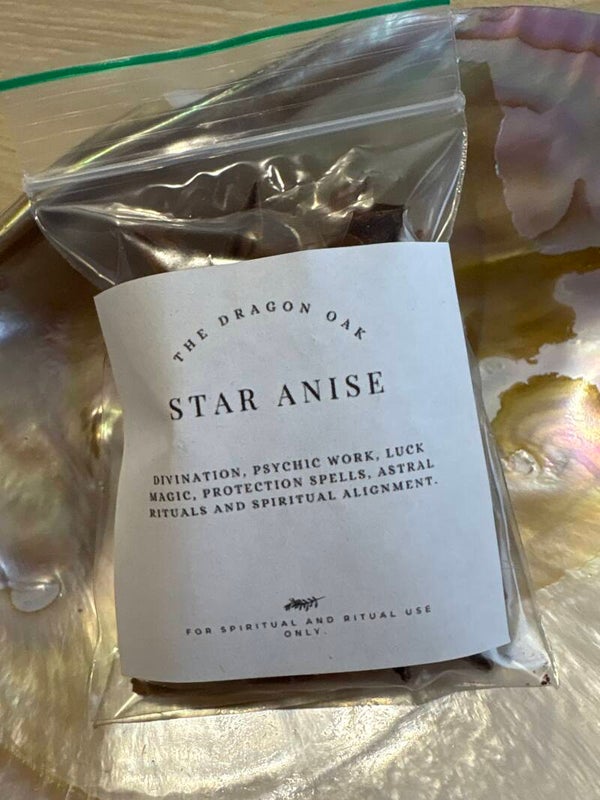 THE DRAGON OAK
STAR ANISE
DIVINATION, PSYCHIC WORK, LUCK
MAGIC, PROTECTION SPELLS, ASTRAL
RITUALS AND SPIRITUAL ALIGNMENT.
FOR SPIRITUAL AND RITUAL USE
ONLY.